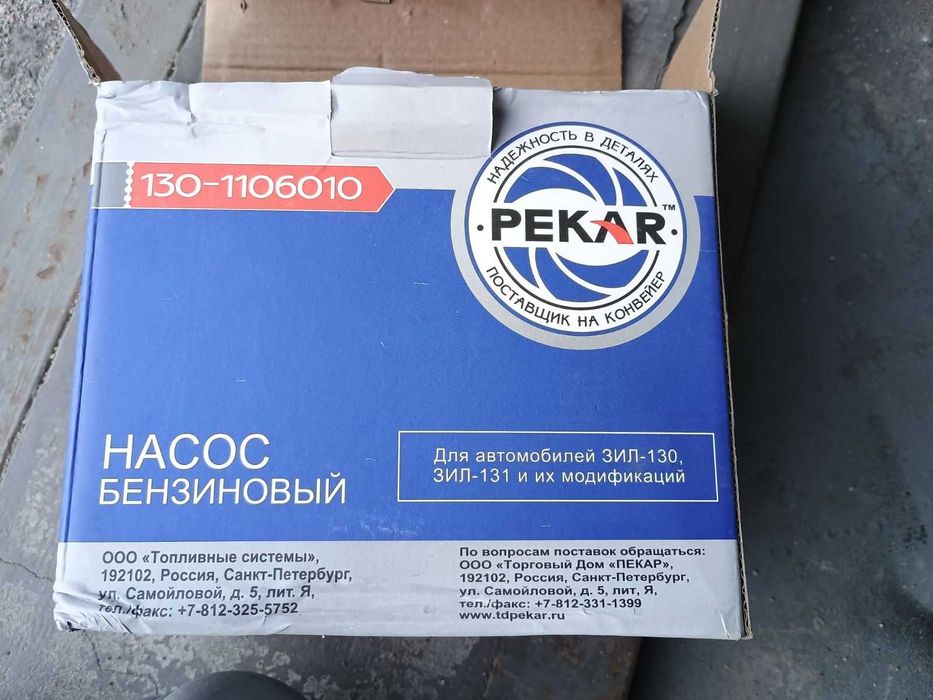 130-1106010
НАДЕЖНОСТЬ В ДЕТАЛЯХ
· PEKAR ·™
ПОСТАВЩИК НА КОНВЕЙЕР
НАСОС
БЕНЗИНОВЫЙ
Для автомобилей ЗИЛ-130,
ЗИЛ-131 и их модификаций
ООО «Топливные системы»,
192102, Россия, Санкт-Петербург,
ул. Самойловой, д. 5, лит. Я,
тел./факс: +7-812-325-5752
По вопросам поставок обращаться:
ООО «Торговый Дом «ПЕКАР»,
192102, Россия, Санкт-Петербург,
ул. Самойловой, д. 5, лит. Я,
тел./факс: +7-812-331-1399
www.tdpekar.ru